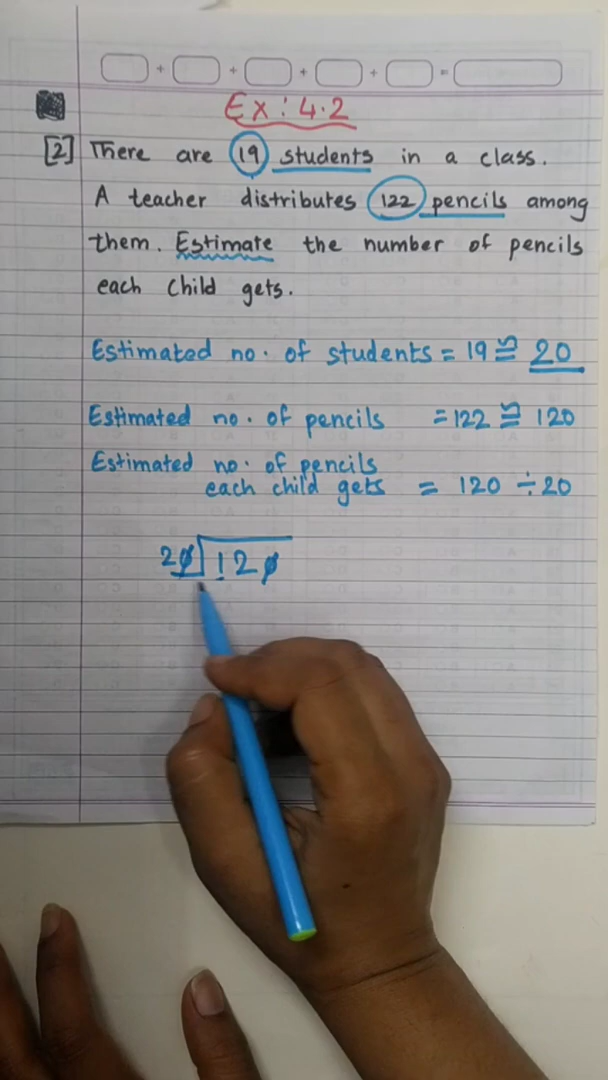 + + + + =
Ex: 4.2
[2] There are 19 students in a class.
A teacher distributes 122 pencils among
them. Estimate the number of pencils
each child gets.
Estimated no. of students = 19 ≌ 20
Estimated no. of pencils = 122 ≌ 120
Estimated no. of pencils
each child gets = 120 ÷ 20
20 120